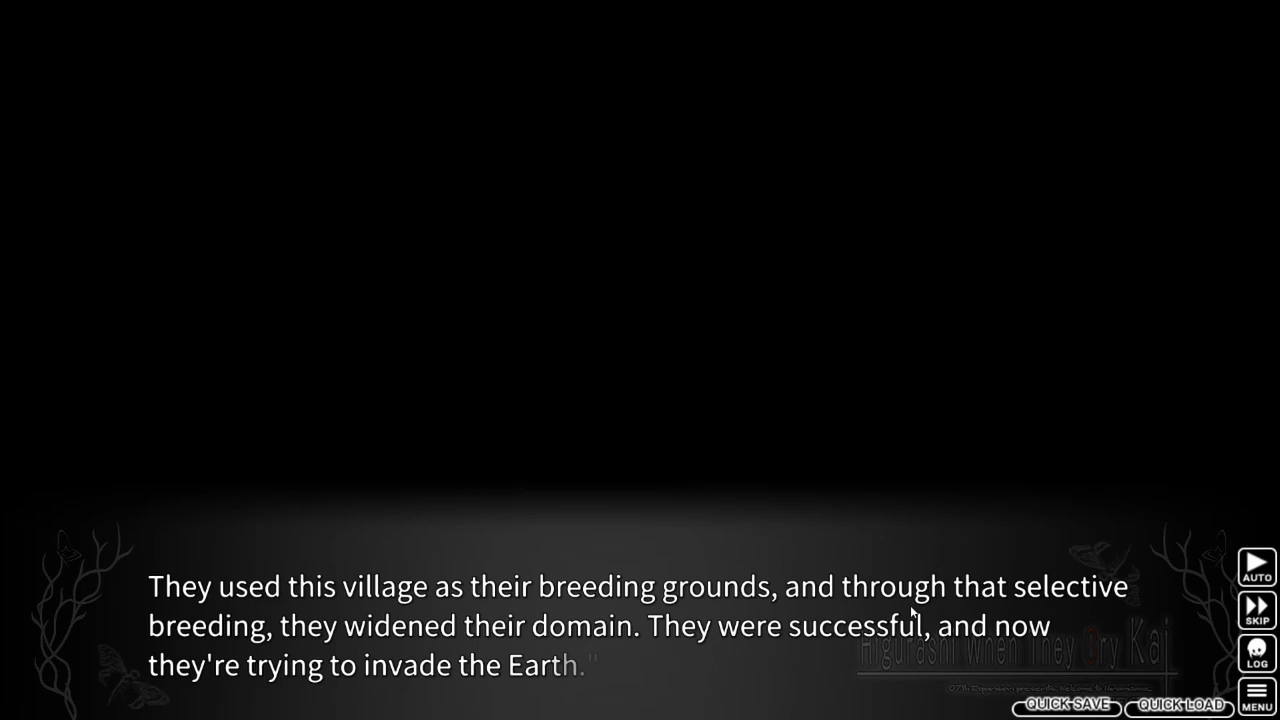 They used this village as their breeding grounds, and through that selective
breeding, they widened their domain. They were successful, and now
they're trying to invade the Earth."
Higurashi When They Cry Kai
AUTO
SKIP
LOG
MENU
QUICK SAVE QUICK LOAD